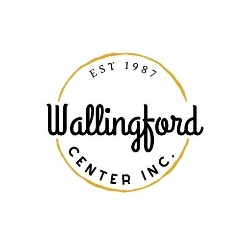 EST 1987
Wallingford
CENTER INC.